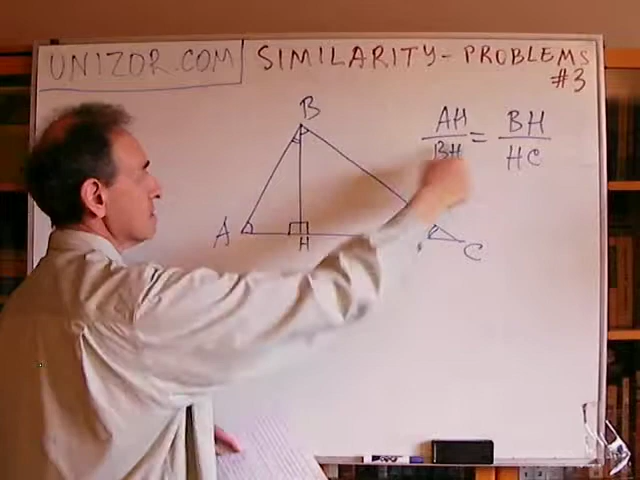 UNIZOR.COM
SIMILARITY - PROBLEMS
#3
B
AH/BH = BH/HC
A
H
C